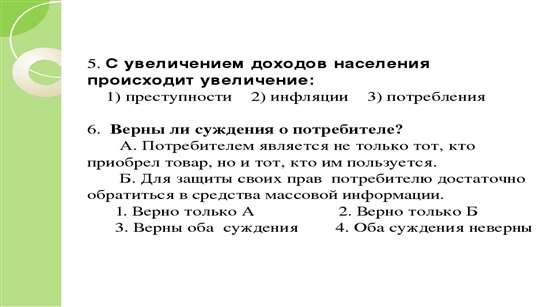 5. С увеличением доходов населения
происходит увеличение:
1) преступности 2) инфляции 3) потребления
6. Верны ли суждения о потребителе?
А. Потребителем является не только тот, кто
приобрел товар, но и тот, кто им пользуется.
Б. Для защиты своих прав потребителю достаточно
обратиться в средства массовой информации.
1. Верно только А 2. Верно только Б
3. Верны оба суждения 4. Оба суждения неверны